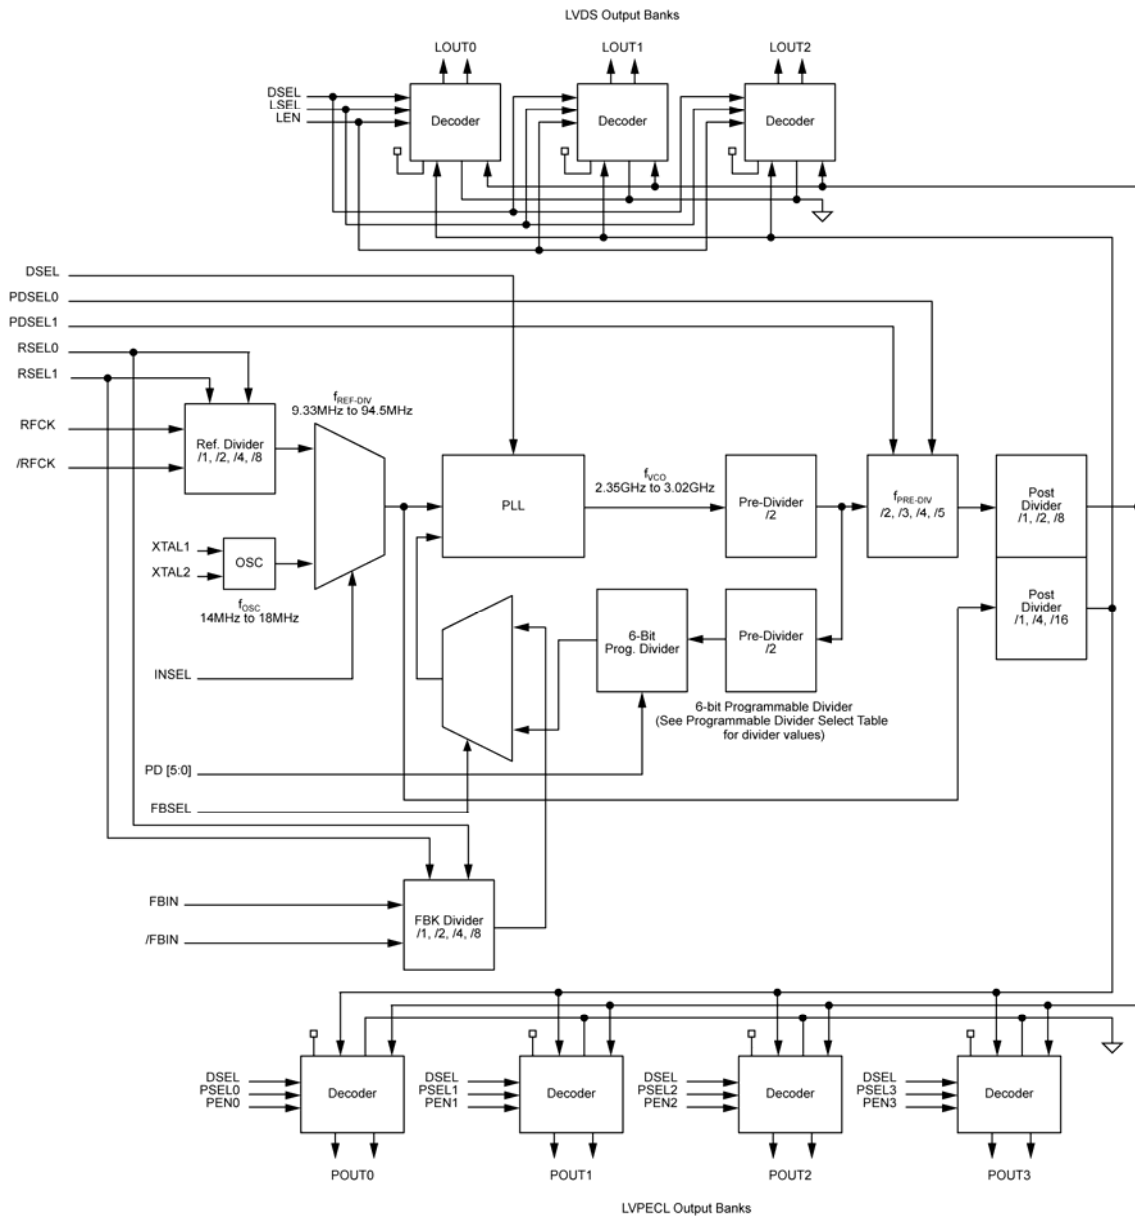 LVDS Output Banks
LOUT0
LOUT1
LOUT2
DSEL
LSEL
LEN
Decoder
Decoder
Decoder
DSEL
PDSEL0
PDSEL1
RSEL0
RSEL1
RFCK
/RFCK
Ref. Divider
/1, /2, /4, /8
fREF-DIV
9.33MHz to 94.5MHz
XTAL1
XTAL2
OSC
fOSC
14MHz to 18MHz
INSEL
PLL
fVCO
2.35GHz to 3.02GHz
Pre-Divider
/2
fPRE-DIV
/2, /3, /4, /5
Post
Divider
/1, /2, /8
Post
Divider
/1, /4, /16
6-Bit
Prog. Divider
Pre-Divider
/2
6-bit Programmable Divider
(See Programmable Divider Select Table
for divider values)
PD [5:0]
FBSEL
FBIN
/FBIN
FBK Divider
/1, /2, /4, /8
DSEL
PSEL0
PEN0
Decoder
DSEL
PSEL1
PEN1
Decoder
DSEL
PSEL2
PEN2
Decoder
DSEL
PSEL3
PEN3
Decoder
POUT0
POUT1
POUT2
POUT3
LVPECL Output Banks